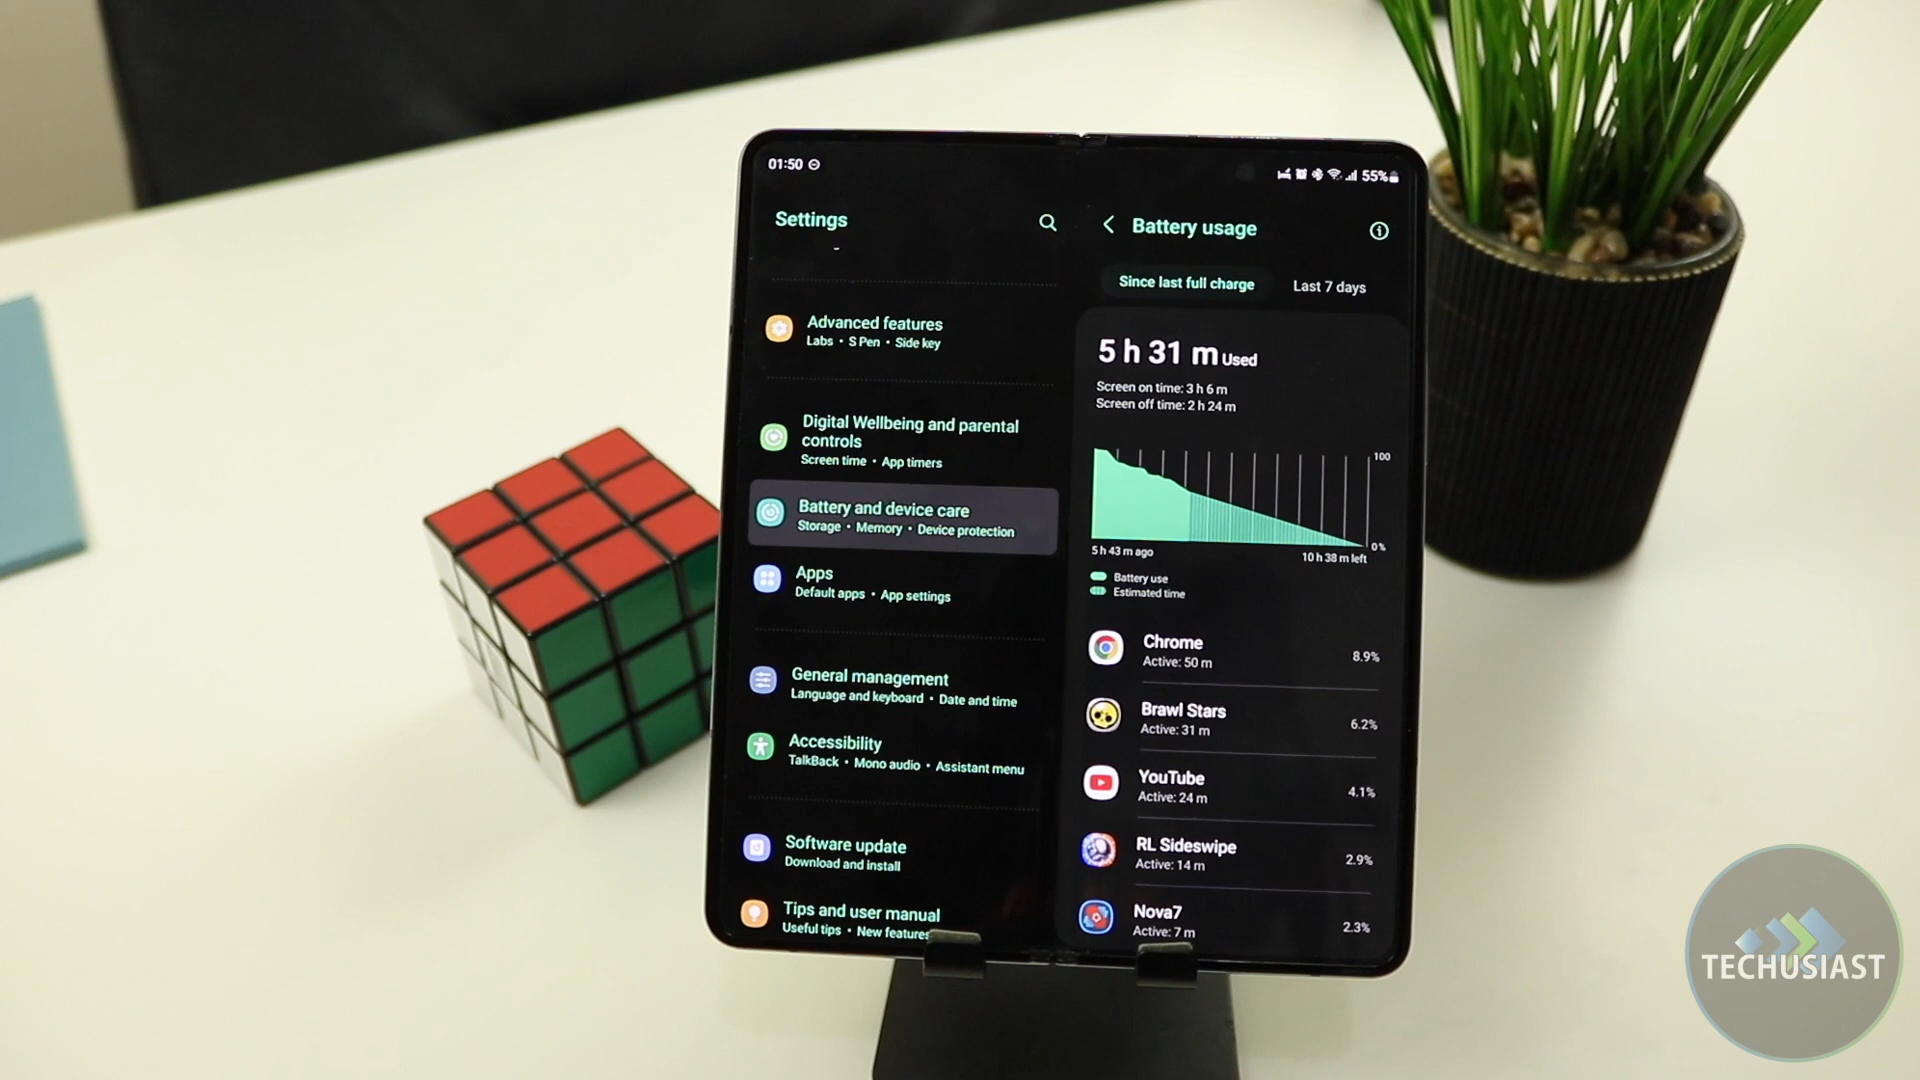 01:50
55%
Settings
Advanced features
Labs • S Pen • Side key
Digital Wellbeing and parental
controls
Screen time • App timers
Battery and device care
Storage • Memory • Device protection
Apps
Default apps • App settings
General management
Language and keyboard • Date and time
Accessibility
TalkBack • Mono audio • Assistant menu
Software update
Download and install
Tips and user manual
Useful tips • New features
Battery usage
Since last full charge
Last 7 days
5 h 31 m Used
Screen on time: 3 h 6 m
Screen off time: 2 h 24 m
100
0%
5 h 43 m ago
10 h 38 m left
Battery use
Estimated time
Chrome
Active: 50 m
8.9%
Brawl Stars
Active: 31 m
6.2%
YouTube
Active: 24 m
4.1%
RL Sideswipe
Active: 14 m
2.9%
Nova7
Active: 7 m
2.3%
TECHUSIAST